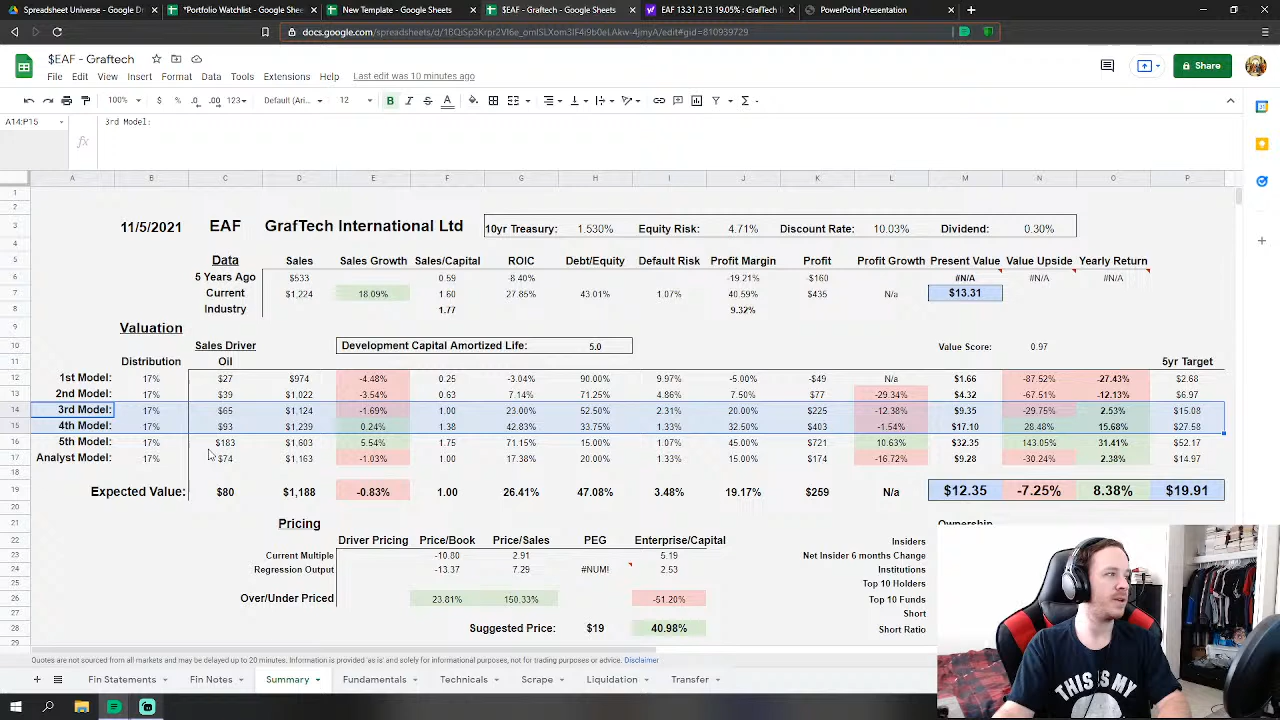 Spreadsheet Universe - Google Dr
*Portfolio Watchlist - Google Shee
New Template - Google Sheets
$EAF - Graftech - Google Sheets
EAF 13.31 2.13 19.05% : GrafTech In
PowerPoint Presentation
$EAF - Graftech
File Edit View Insert Format Data Tools Extensions Help Last edit was 10 minutes ago
Share
100% $ % .0 .00 123 Default (Ari... 12
A14:P15 fx 3rd Model:
A B C D E F G H I J K L M N O P
11/5/2021 EAF GrafTech International Ltd 10yr Treasury: 1.530% Equity Risk: 4.71% Discount Rate: 10.03% Dividend: 0.30%
Data Sales Sales Growth Sales/Capital ROIC Debt/Equity Default Risk Profit Margin Profit Profit Growth Present Value Value Upside Yearly Return
5 Years Ago $533 0.59 -8.40% -19.21% -$160 #N/A #N/A #N/A
Current $1,224 18.09% 1.60 27.85% 43.01% 1.07% 40.59% $435 N/a $13.31
Industry 1.77 9.32%
Valuation
Sales Driver Development Capital Amortized Life: 5.0 Value Score: 0.97
Distribution Oil 5yr Target
1st Model: 17% $27 $974 -4.48% 0.25 -3.04% 90.00% 9.97% -5.00% -$49 N/a $1.66 -87.52% -27.43% $2.68
2nd Model: 17% $39 $1,022 -3.54% 0.63 7.14% 71.25% 4.86% 7.50% $77 -29.34% $4.32 -67.51% -12.13% $6.97
3rd Model: 17% $65 $1,124 -1.69% 1.00 23.00% 52.50% 2.31% 20.00% $225 -12.38% $9.35 -29.75% 2.53% $15.08
4th Model: 17% $93 $1,239 0.24% 1.38 42.83% 33.75% 1.07% 32.50% $403 -1.54% $17.10 28.48% 15.68% $27.58
5th Model: 17% $183 $1,603 5.54% 1.75 71.15% 15.00% 1.07% 45.00% $721 10.63% $32.35 143.05% 31.41% $52.17
Analyst Model: 17% $74 $1,163 -1.03% 1.00 17.38% 20.00% 1.33% 15.00% $174 -16.72% $9.28 -30.24% 2.38% $14.97
Expected Value: $80 $1,188 -0.83% 1.00 26.41% 47.08% 3.48% 19.17% $259 N/a $12.35 -7.25% 8.38% $19.91
Pricing Ownership
Driver Pricing Price/Book Price/Sales PEG Enterprise/Capital Insiders
Current Multiple -10.80 2.91 5.19 Net Insider 6 months Change
Regression Output -13.37 7.29 #NUM! 2.53 Institutions
Top 10 Holders
Over/Under Priced 23.81% 150.33% -51.20% Top 10 Funds
Short
Suggested Price: $19 40.98% Short Ratio
Quotes are not sourced from all markets and may be delayed up to 20 minutes. Information is provided 'as is' and solely for informational purposes, not for trading purposes or advice. Disclaimer
Fin Statements Fin Notes Summary Fundamentals Technicals Scrape Liquidation Transfer
THIS IS MY